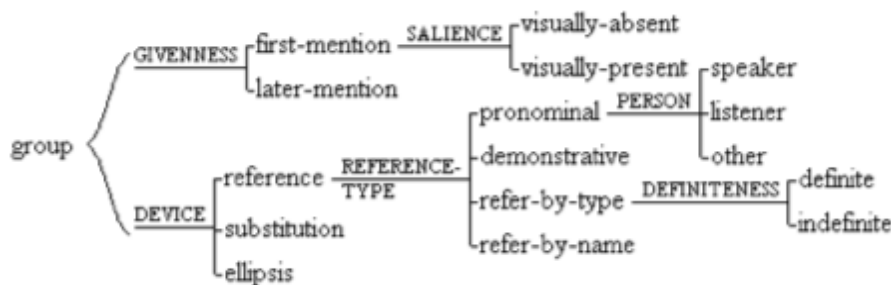 visually-absent
first-mention SALIENCE
GIVENNESS
visually-present speaker
later-mention
pronominal PERSON listener
group
demonstrative other
reference REFERENCE-TYPE
definite
refer-by-type DEFINITENESS
DEVICE
substitution indefinite
refer-by-name
ellipsis